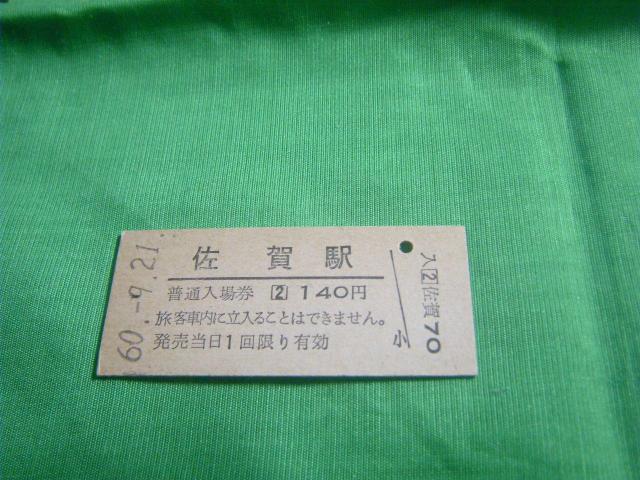 60.-9.21
佐賀駅
普通入場券 2 140円
旅客車内に立入ることはできません。
発売当日1回限り有効
小
入2佐賀70